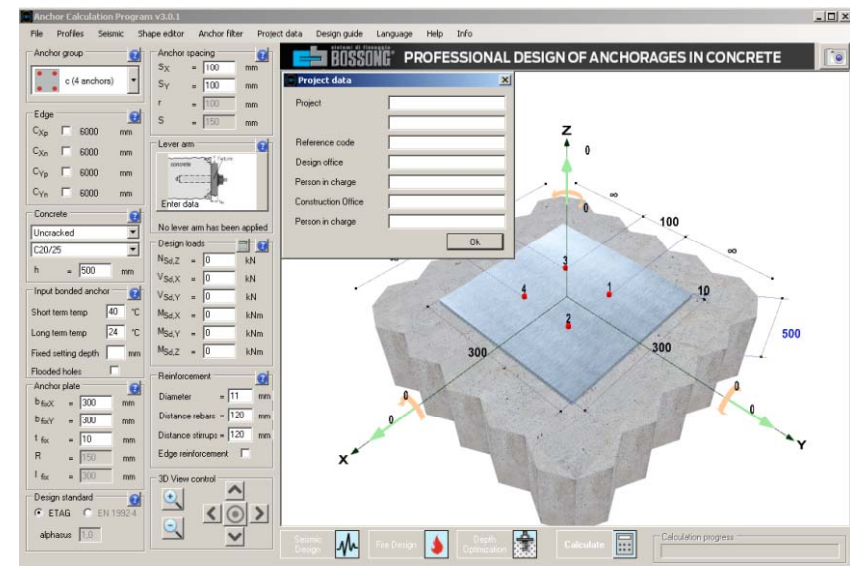 Anchor Calculation Program v3.0.1
File Profiles Seismic Shape editor Anchor filter Project data Design guide Language Help Info
Anchor group
c (4 anchors)
Edge
CXp 6000 mm
CXn 6000 mm
CYp 6000 mm
CYn 6000 mm
Concrete
Uncracked
C20/25
h = 500 mm
Input bonded anchor
Short term temp 40 °C
Long term temp 24 °C
Fixed setting depth mm
Flooded holes
Anchor plate
b fixX = 300 mm
b fixY = 300 mm
t fix = 10 mm
R = 150 mm
l fix = 300 mm
Design standard
ETAG EN 1992-4
alphasus 1,0
Anchor spacing
SX = 100 mm
SY = 100 mm
r = 100 mm
S = 150 mm
Lever arm
concrete
Enter data
No lever arm has been applied
Design loads
NSd,Z = 0 kN
VSd,X = 0 kN
VSd,Y = 0 kN
MSd,X = 0 kNm
MSd,Y = 0 kNm
MSd,Z = 0 kNm
Reinforcement
Diameter = 11 mm
Distance rebars = 120 mm
Distance stirrups = 120 mm
Edge reinforcement
3D View control
sistemi di fissaggio
BOSSONG
PROFESSIONAL DESIGN OF ANCHORAGES IN CONCRETE
Project data
Project
Reference code
Design office
Person in charge
Construction Office
Person in charge
Ok
Z
0
0
∞
100
∞
3
4
1
10
2
500
300
300
0
0
0
0
X
Y
Seismic Design
Fire Design
Depth Optimization
Calculate
Calculation progress